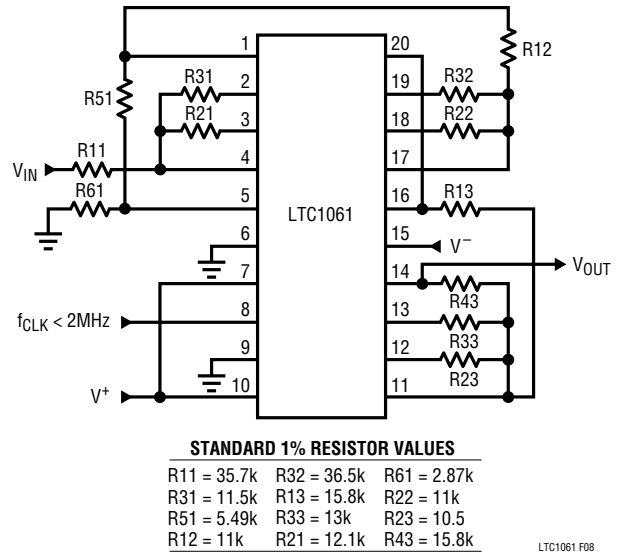 R12
1
20
R31
2
19
R32
R51
R21
3
18
R22
R11
4
17
VIN
R61
5
16
R13
LTC1061
6
15
V−
7
14
VOUT
R43
fCLK < 2MHz
8
13
R33
9
12
R23
V+
10
11
STANDARD 1% RESISTOR VALUES
R11 = 35.7k R32 = 36.5k R61 = 2.87k
R31 = 11.5k R13 = 15.8k R22 = 11k
R51 = 5.49k R33 = 13k R23 = 10.5
R12 = 11k R21 = 12.1k R43 = 15.8k
LTC1061 F08